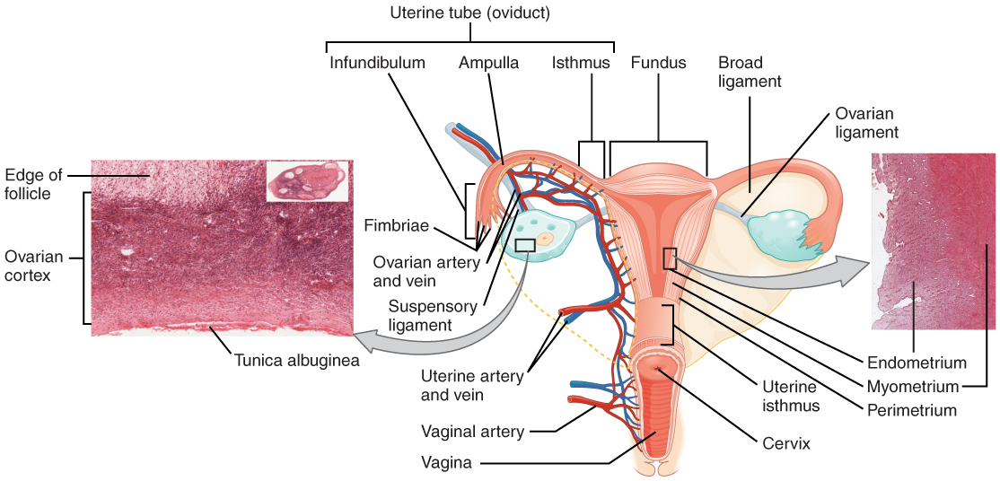 Uterine tube (oviduct)
Infundibulum
Ampulla
Isthmus
Fundus
Broad
ligament
Ovarian
ligament
Edge of
follicle
Ovarian
cortex
Fimbriae
Ovarian artery
and vein
Suspensory
ligament
Tunica albuginea
Uterine artery
and vein
Vaginal artery
Vagina
Endometrium
Myometrium
Perimetrium
Uterine
isthmus
Cervix